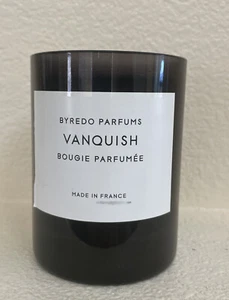 BYREDO PARFUMS
VANQUISH
BOUGIE PARFUMÉE
MADE IN FRANCE